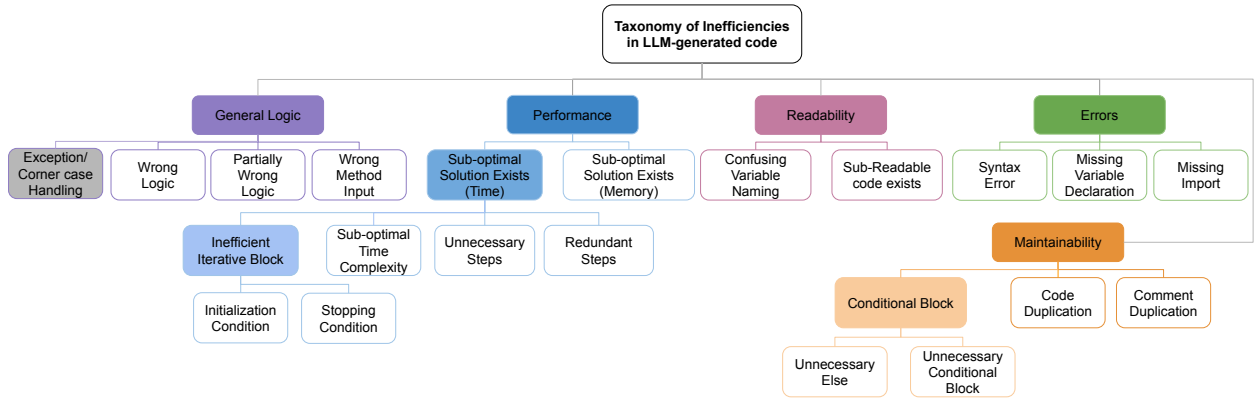 Taxonomy of Inefficiencies
in LLM-generated code
General Logic
Performance
Readability
Errors
Exception/
Corner case
Handling
Wrong
Logic
Partially
Wrong
Logic
Wrong
Method
Input
Sub-optimal
Solution Exists
(Time)
Sub-optimal
Solution Exists
(Memory)
Confusing
Variable
Naming
Sub-Readable
code exists
Syntax
Error
Missing
Variable
Declaration
Missing
Import
Inefficient
Iterative Block
Sub-optimal
Time
Complexity
Unnecessary
Steps
Redundant
Steps
Maintainability
Initialization
Condition
Stopping
Condition
Conditional Block
Code
Duplication
Comment
Duplication
Unnecessary
Else
Unnecessary
Conditional
Block